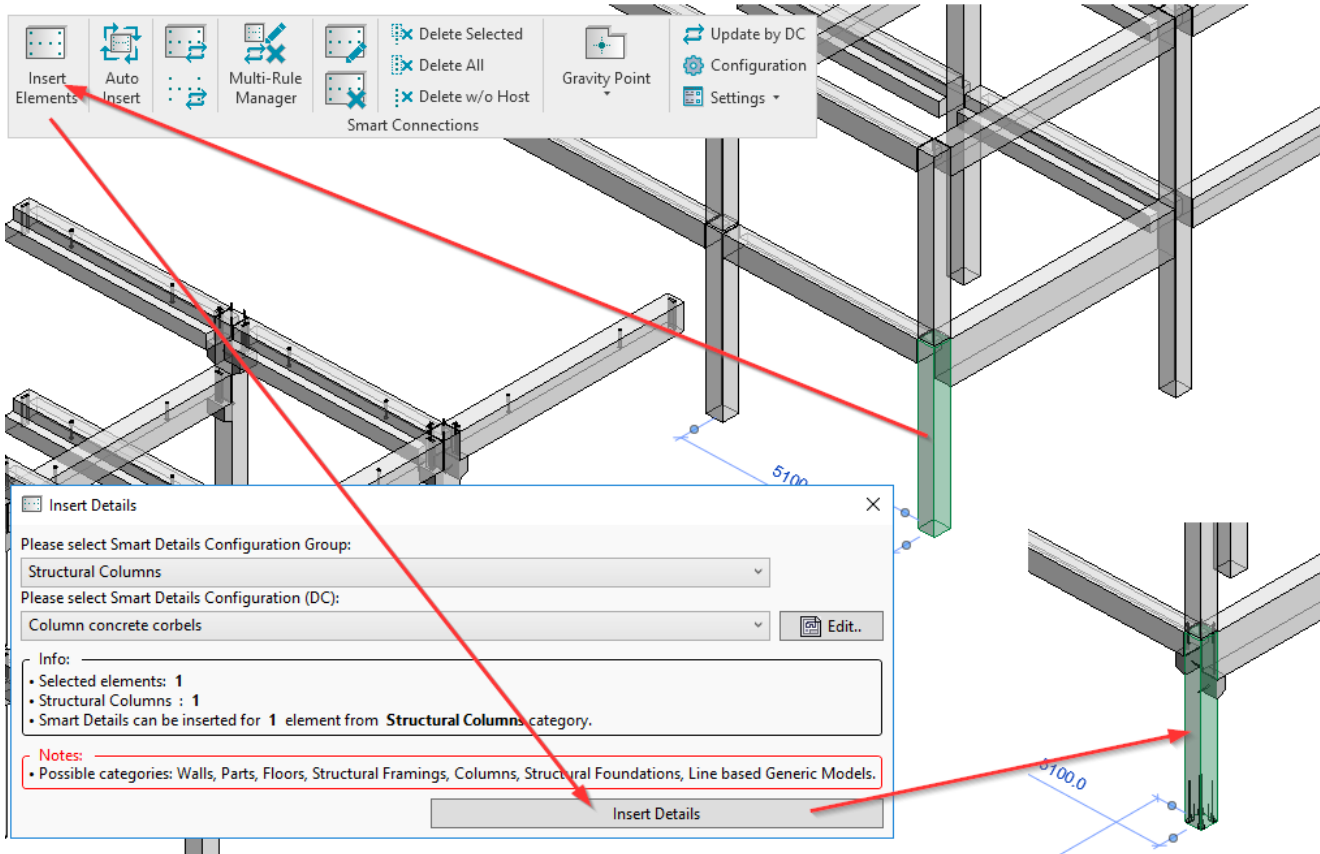 Insert
Elements
Auto
Insert
Multi-Rule
Manager
Delete Selected
Delete All
Delete w/o Host
Gravity Point
Update by DC
Configuration
Settings
Smart Connections
5100
Insert Details
Please select Smart Details Configuration Group:
Structural Columns
Please select Smart Details Configuration (DC):
Column concrete corbels
Edit..
Info:
• Selected elements: 1
• Structural Columns : 1
• Smart Details can be inserted for 1 element from Structural Columns category.
Notes:
• Possible categories: Walls, Parts, Floors, Structural Framings, Columns, Structural Foundations, Line based Generic Models.
Insert Details
5100.0